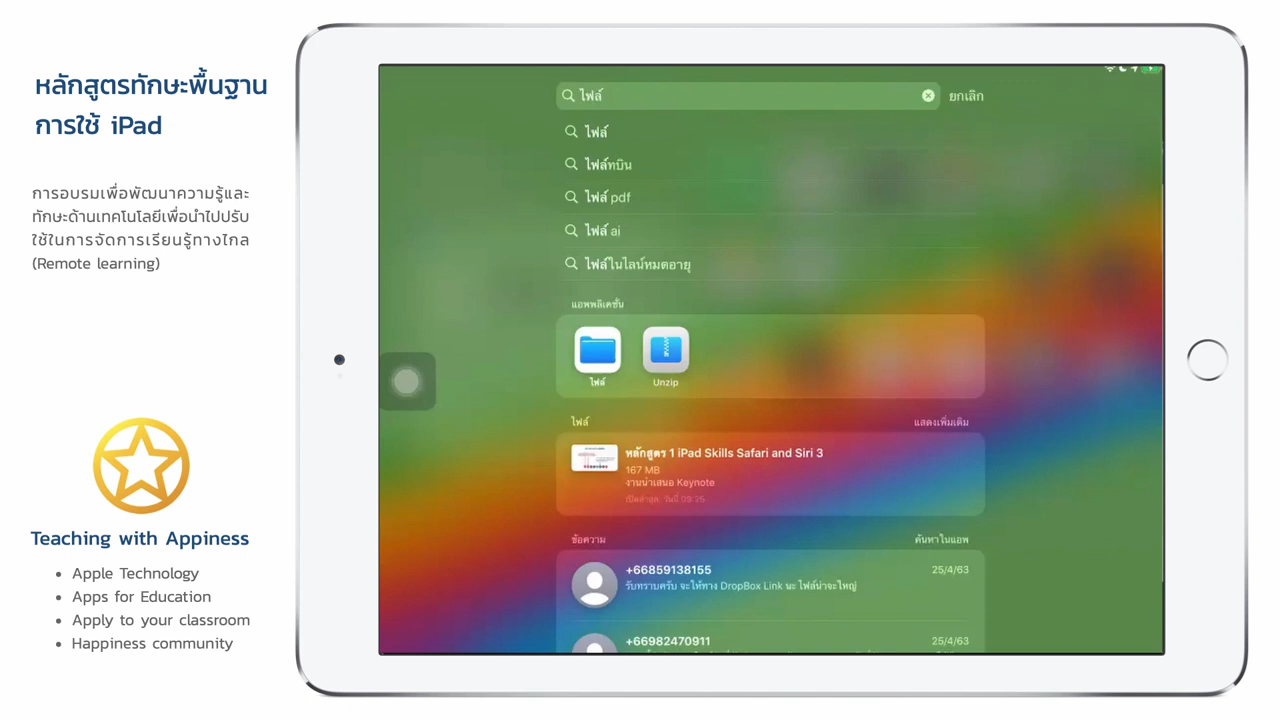 หลักสูตรทักษะพื้นฐาน
การใช้ iPad
การอบรมเพื่อพัฒนาความรู้และ
ทักษะด้านเทคโนโลยีเพื่อนำไปปรับ
ใช้ในการจัดการเรียนรู้ทางไกล
(Remote learning)
Teaching with Appiness
• Apple Technology
• Apps for Education
• Apply to your classroom
• Happiness community
ไฟล์ ยกเลิก
ไฟล์
ไฟล์ทบิน
ไฟล์ pdf
ไฟล์ ai
ไฟล์ในไลน์หมดอายุ
แอพพลิเคชั่น
ไฟล์ Unzip
ไฟล์ แสดงเพิ่มเติม
หลักสูตร 1 iPad Skills Safari and Siri 3
167 MB
งานนำเสนอ Keynote
เปิดล่าสุด: วันนี้ 09:25
ข้อความ ค้นหาในแอพ
+66859138155 25/4/63
รับทราบครับ จะให้ทาง DropBox Link นะ ไฟล์น่าจะใหญ่
+66982470911 25/4/63